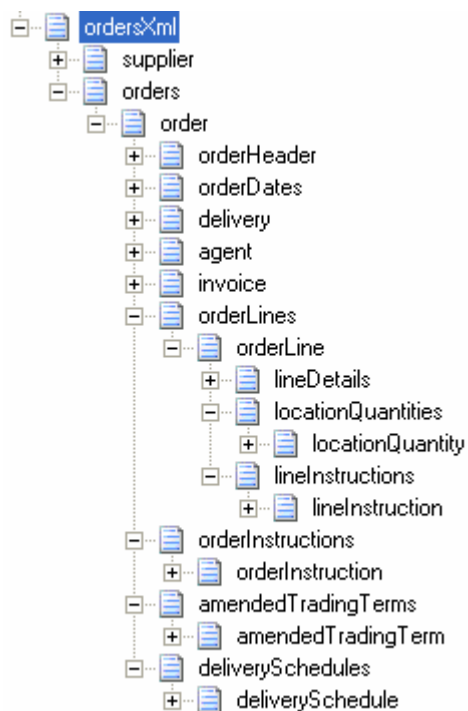 ordersXml
supplier
orders
order
orderHeader
orderDates
delivery
agent
invoice
orderLines
orderLine
lineDetails
locationQuantities
locationQuantity
lineInstructions
lineInstruction
orderInstructions
orderInstruction
amendedTradingTerms
amendedTradingTerm
deliverySchedules
deliverySchedule